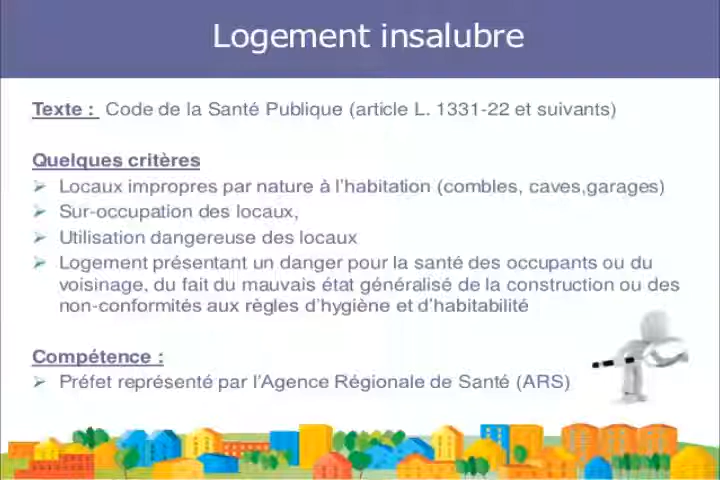 Logement insalubre
Texte : Code de la Santé Publique (article L. 1331-22 et suivants)
Quelques critères
Locaux impropres par nature à l'habitation (combles, caves,garages)
Sur-occupation des locaux,
Utilisation dangereuse des locaux
Logement présentant un danger pour la santé des occupants ou du
voisinage, du fait du mauvais état généralisé de la construction ou des
non-conformités aux règles d'hygiène et d'habitabilité
Compétence :
Préfet représenté par l'Agence Régionale de Santé (ARS)